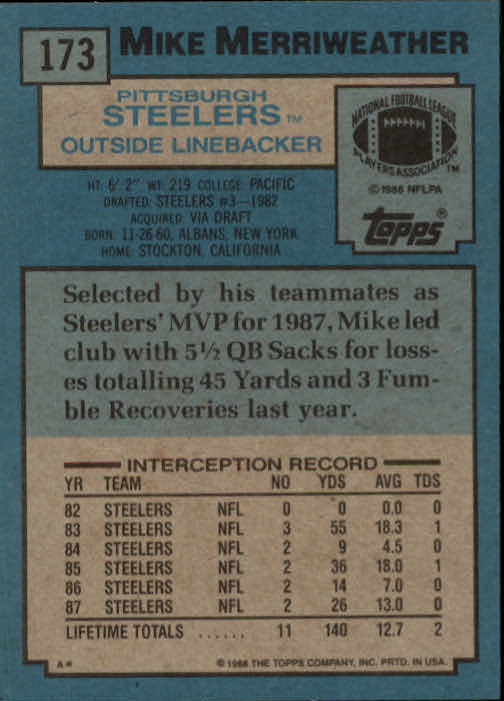 173 MIKE MERRIWEATHER
PITTSBURGH
STEELERS TM
OUTSIDE LINEBACKER
NATIONAL FOOTBALL LEAGUE
PLAYERS ASSOCIATION TM
© 1988 NFLPA
topps®
HT: 6' 2" WT: 219 COLLEGE: PACIFIC
DRAFTED: STEELERS #3—1982
ACQUIRED: VIA DRAFT
BORN: 11-26-60, ALBANS, NEW YORK
HOME: STOCKTON, CALIFORNIA
Selected by his teammates as
Steelers' MVP for 1987, Mike led
club with 5½ QB Sacks for loss-
es totalling 45 Yards and 3 Fum-
ble Recoveries last year.
INTERCEPTION RECORD
YR TEAM NO YDS AVG TDS
82 STEELERS NFL 0 0 0.0 0
83 STEELERS NFL 3 55 18.3 1
84 STEELERS NFL 2 9 4.5 0
85 STEELERS NFL 2 36 18.0 1
86 STEELERS NFL 2 14 7.0 0
87 STEELERS NFL 2 26 13.0 0
LIFETIME TOTALS ...... 11 140 12.7 2
A* © 1988 THE TOPPS COMPANY, INC. PRTD. IN USA.